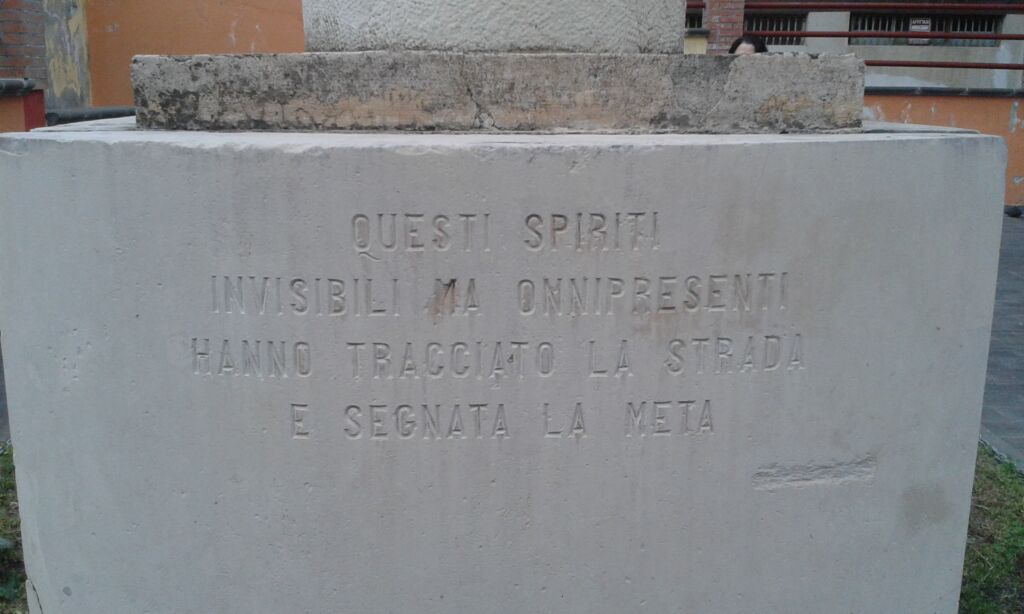 QUESTI SPIRITI
INVISIBILI MA ONNIPRESENTI
HANNO TRACCIATO LA STRADA
E SEGNATA LA META